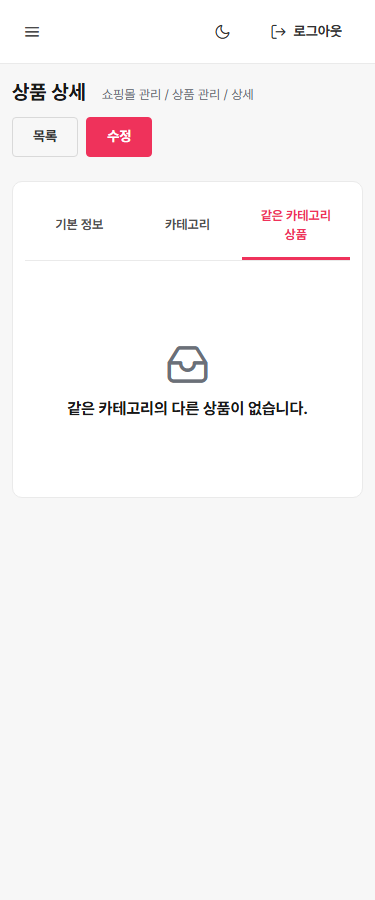 로그아웃
상품 상세
쇼핑몰 관리 / 상품 관리 / 상세
목록
수정
기본 정보
카테고리
같은 카테고리
상품
같은 카테고리의 다른 상품이 없습니다.